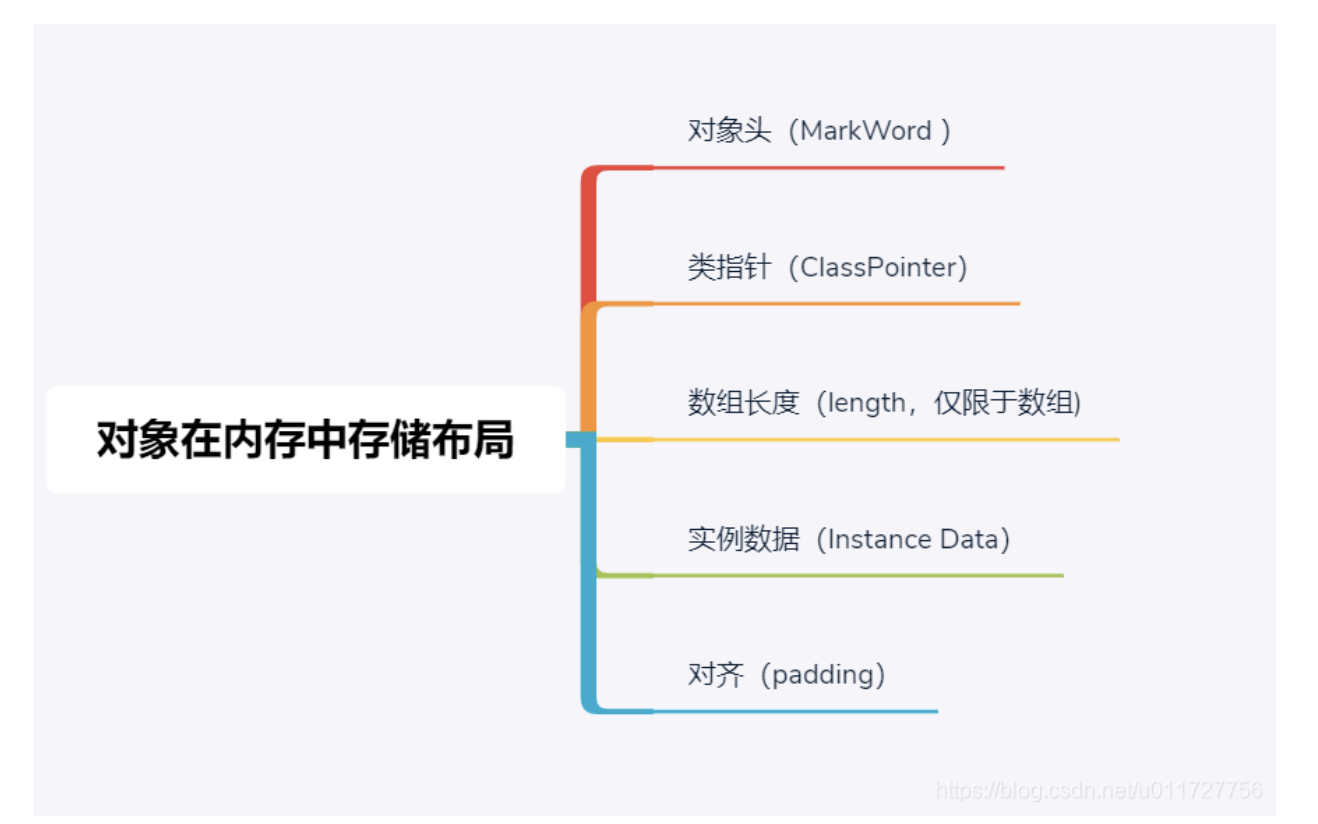 对象头（MarkWord ）
类指针（ClassPointer）
数组长度（length，仅限于数组)
对象在内存中存储布局
实例数据（Instance Data）
对齐（padding）
https://blog.csdn.net/u011727756